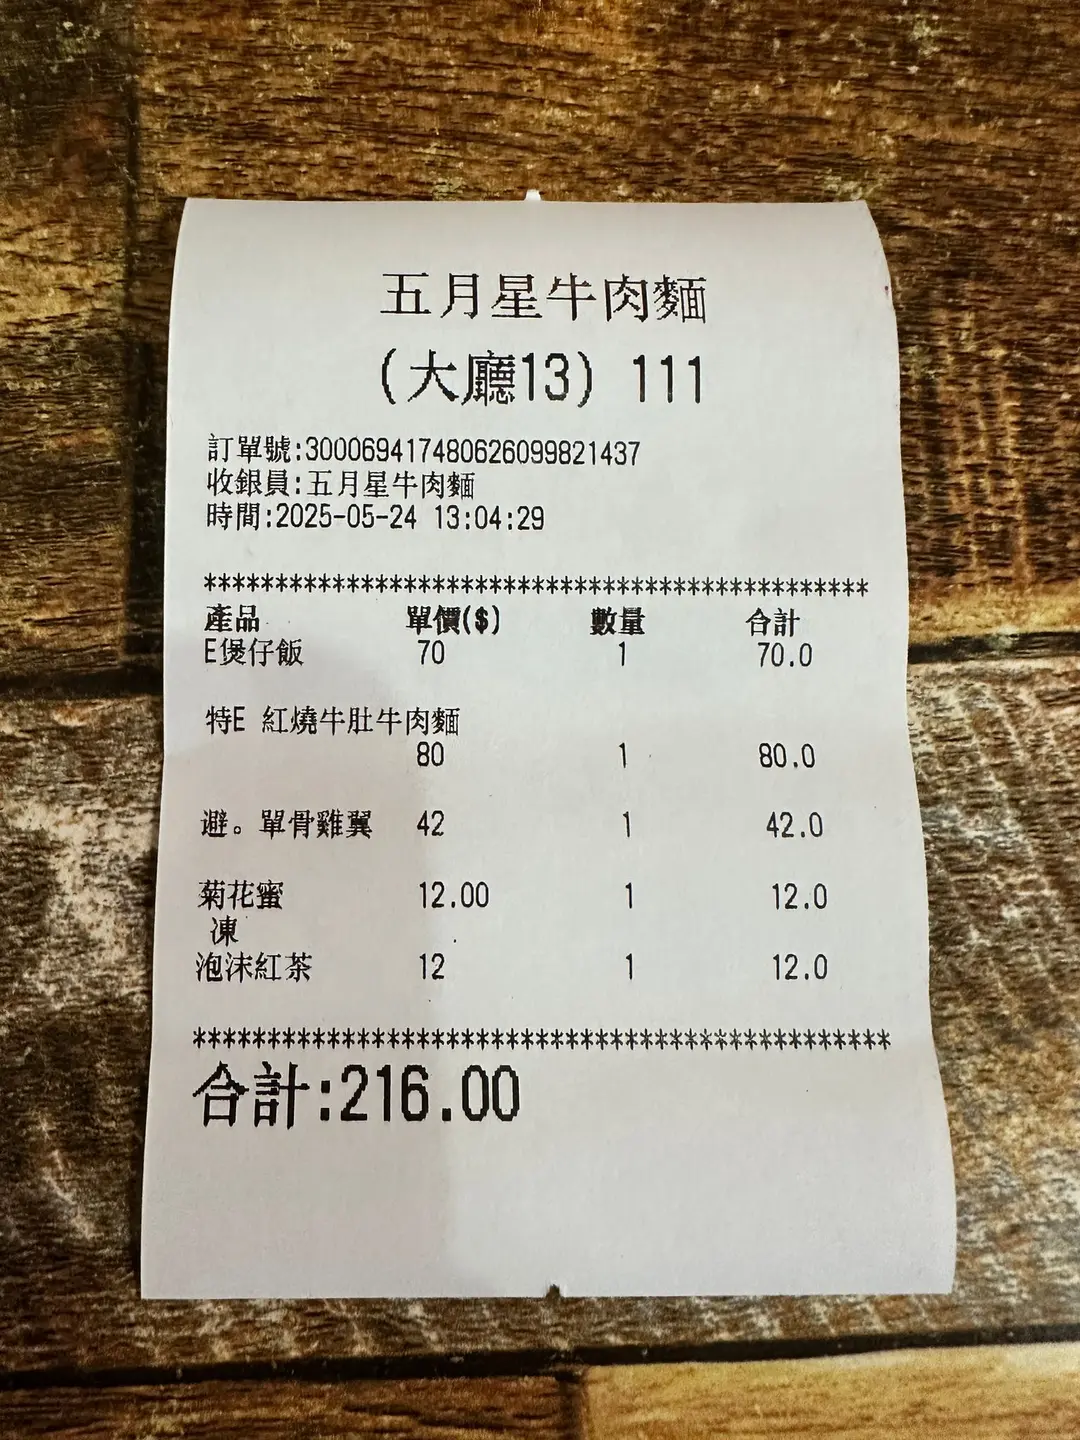 五月星牛肉麵
(大廳13) 111
訂單號:3000694174806260998​21437
收銀員:五月星牛肉麵
時間:2025-05-24 13:04:29
***********************************************
產品 單價($) 數量 合計
E煲仔飯 70 1 70.0
特E 紅燒牛肚牛肉麵
80 1 80.0
避。單骨雞翼 42 1 42.0
菊花蜜 12.00 1 12.0
凍
泡沫紅茶 12 1 12.0
***********************************************
合計:216.00